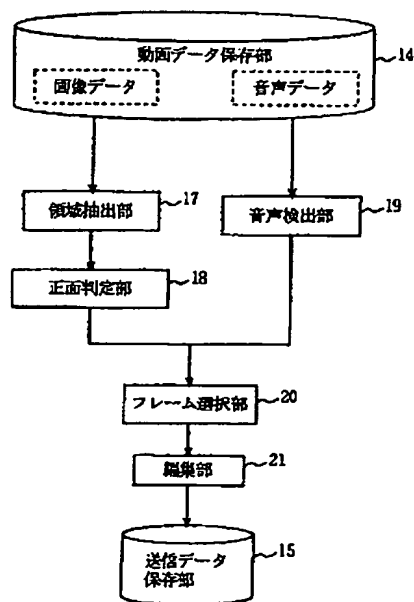 動画データ保存部
14
画像データ
音声データ
領域抽出部
17
音声検出部
19
正面判定部
18
フレーム選択部
20
編集部
21
送信データ
保存部
15